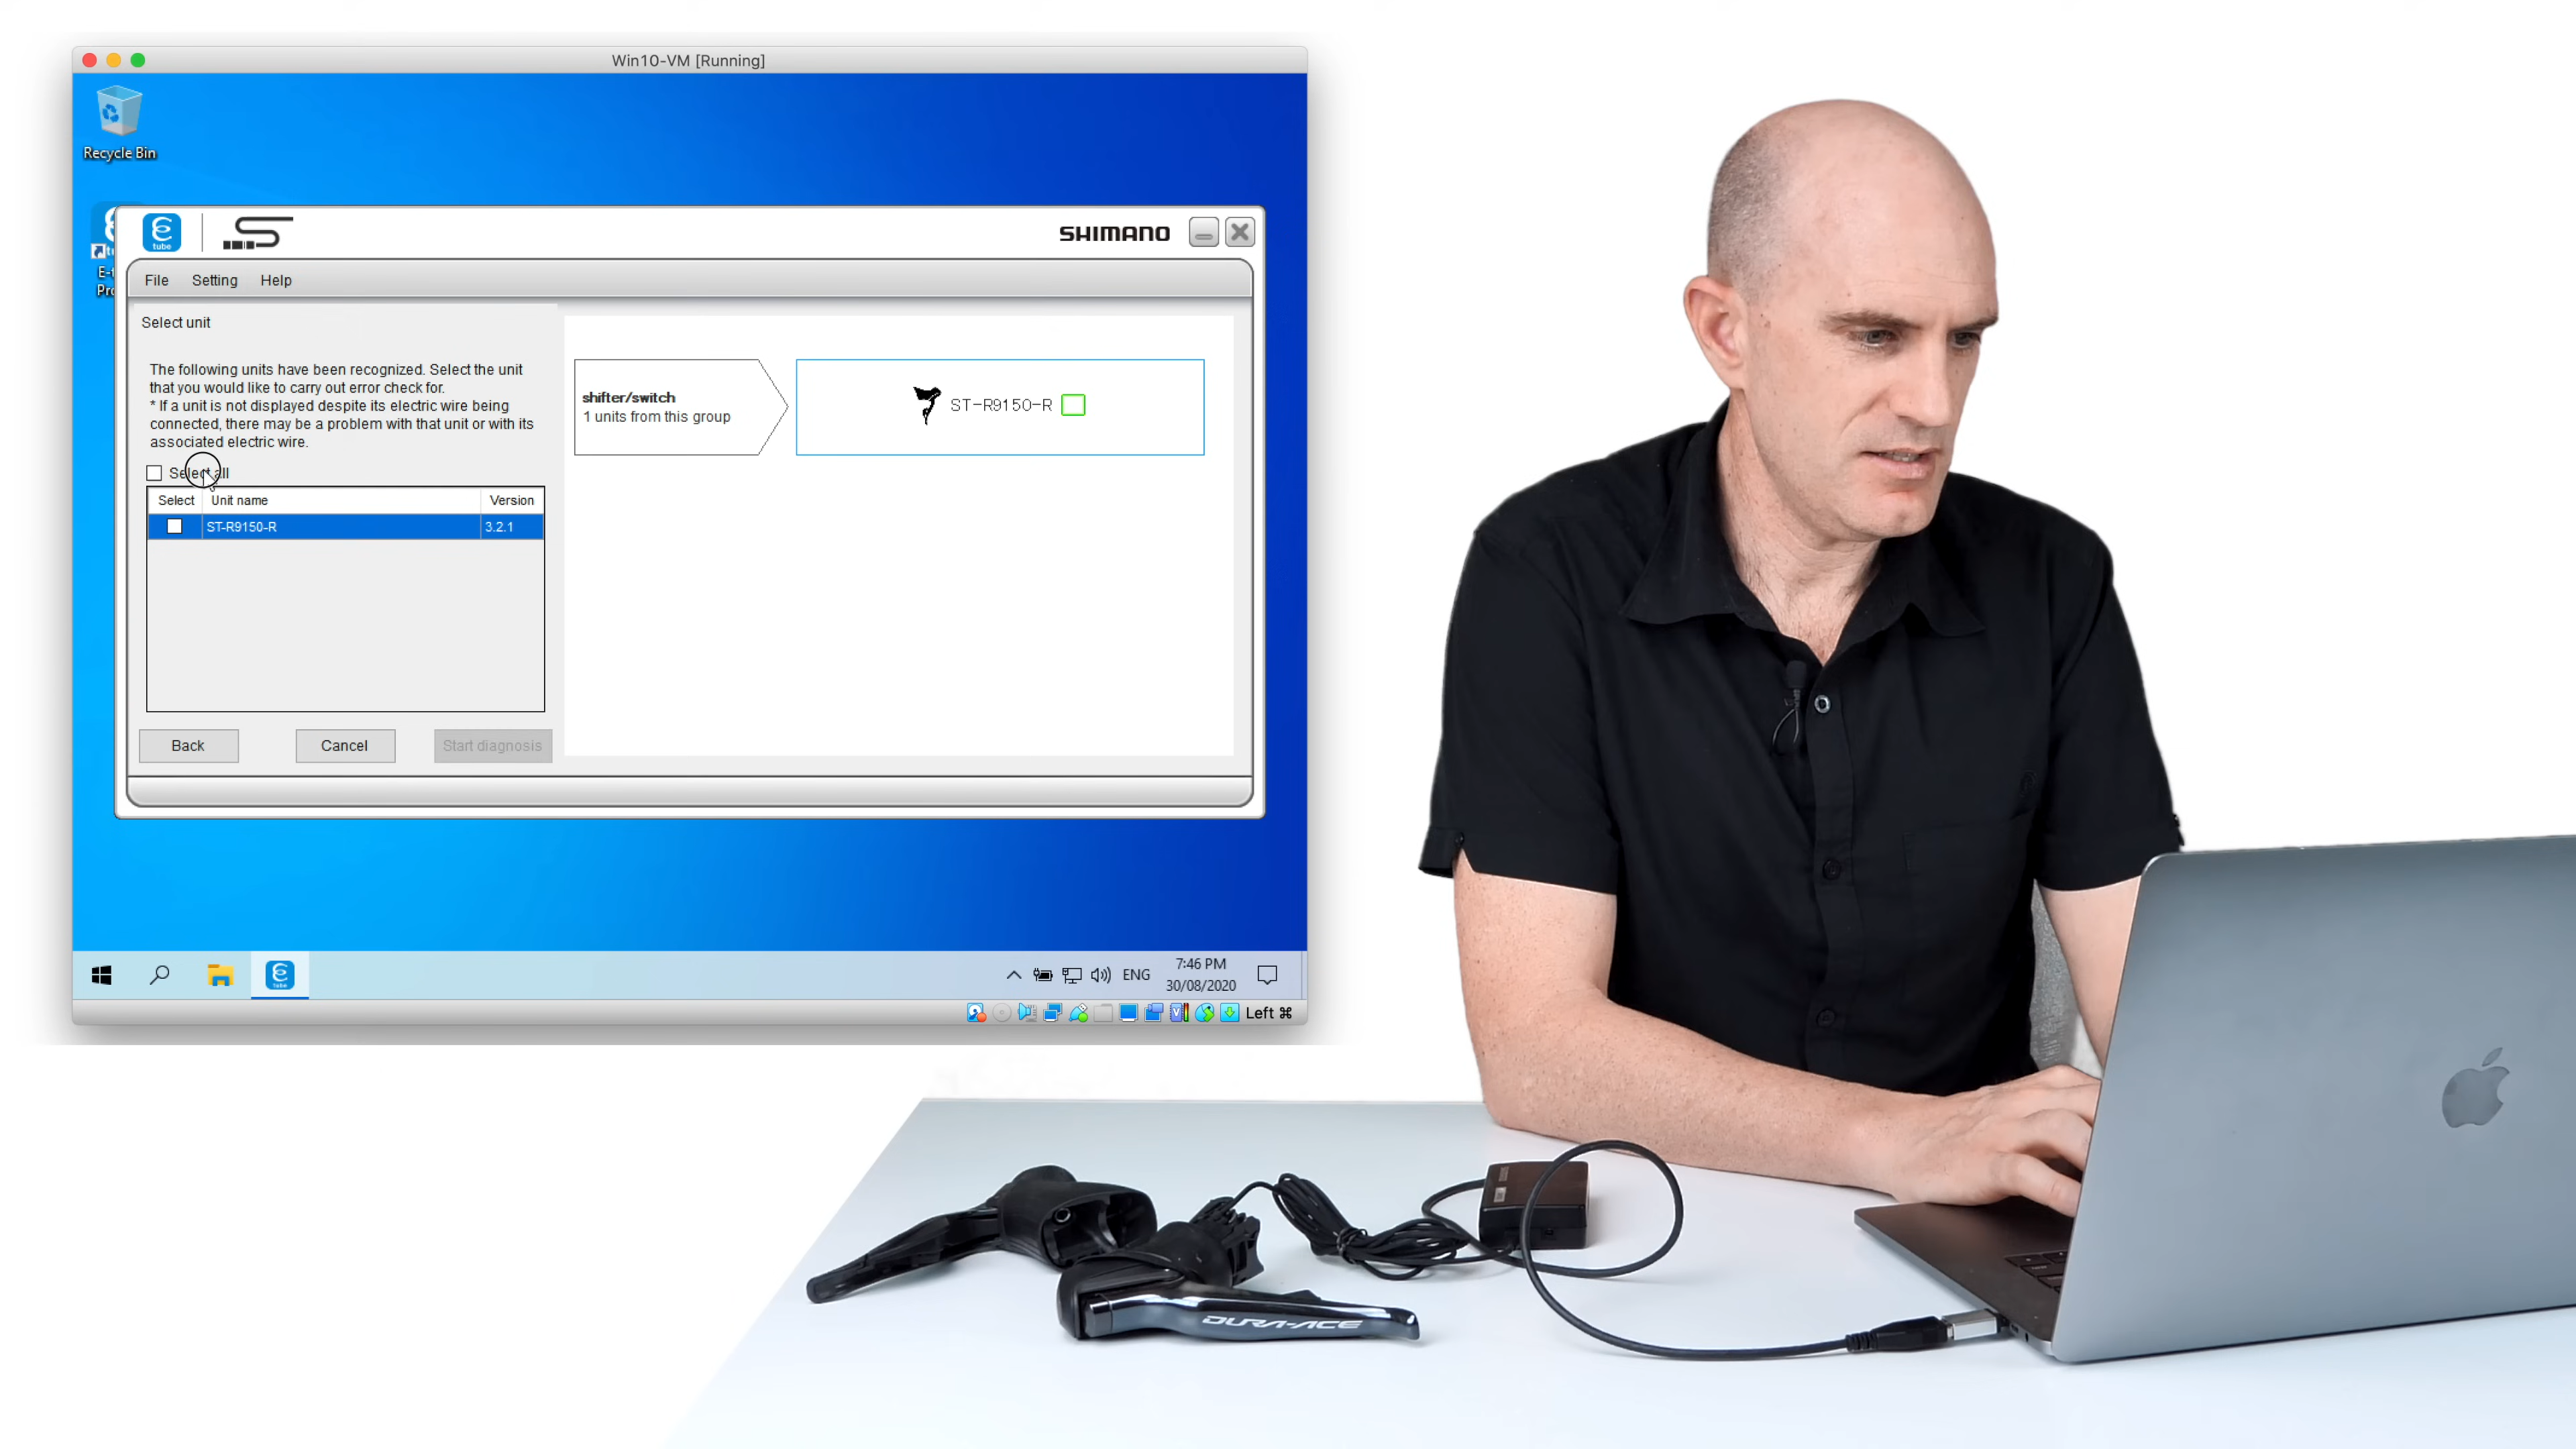 Win10-VM [Running]
Recycle Bin
tube
SHIMANO
File Setting Help
Select unit
The following units have been recognized. Select the unit
that you would like to carry out error check for.
* If a unit is not displayed despite its electric wire being
connected, there may be a problem with that unit or with its
associated electric wire.
Select all
Select Unit name Version
ST-R9150-R 3.2.1
Back Cancel Start diagnosis
shifter/switch
1 units from this group
ST-R9150-R
tube
ENG
7:46 PM
30/08/2020
Left ⌘
DURA-ACE